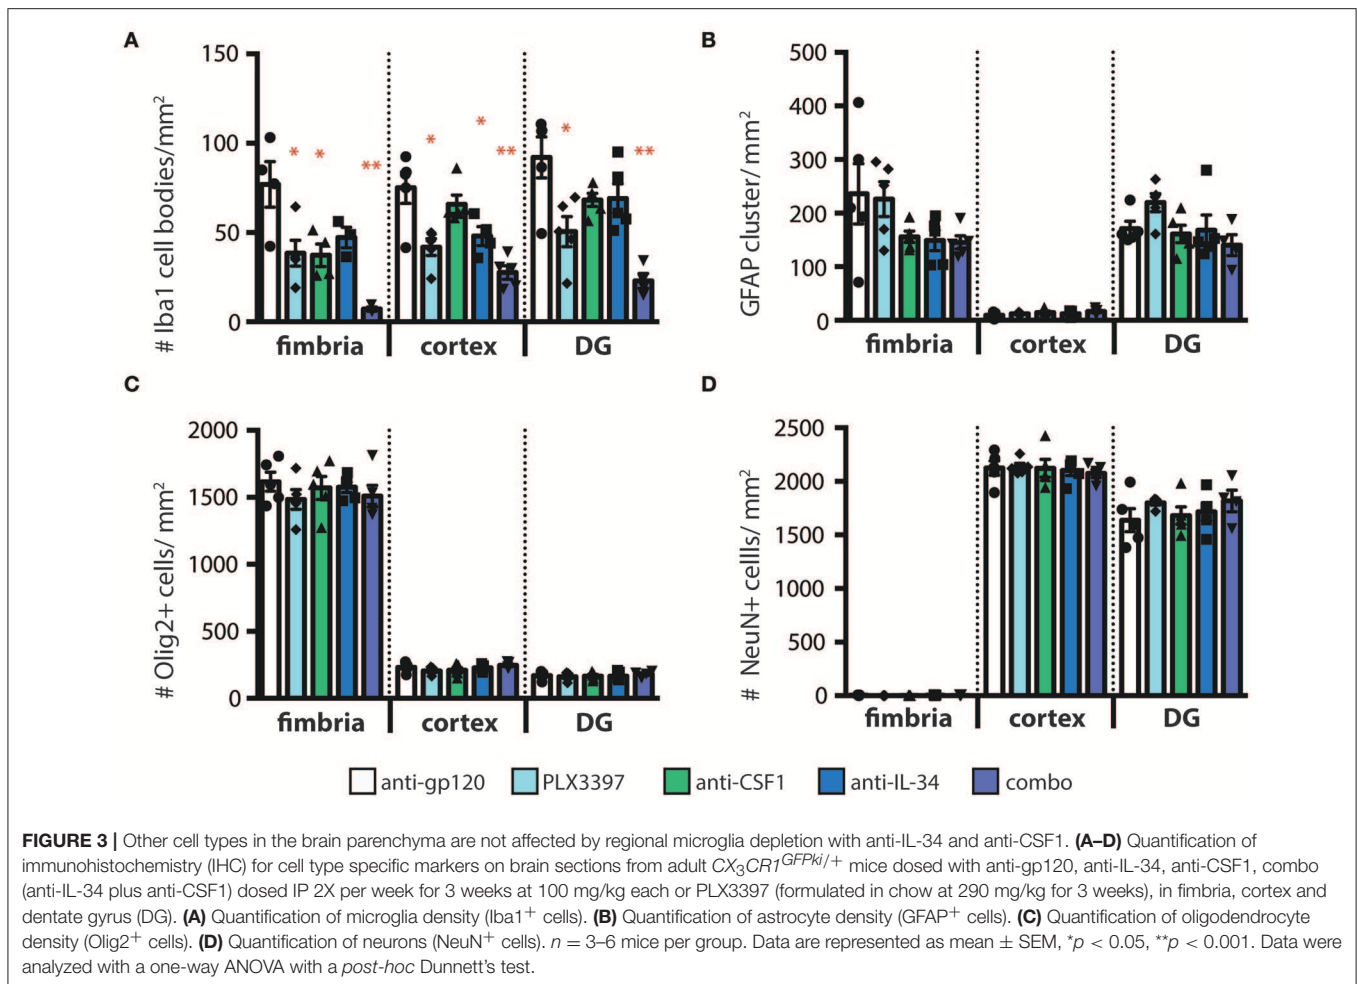 A
B
150
100
50
0
# Iba1 cell bodies/mm²
* * ** * * ** * **
fimbria cortex DG
500
400
300
200
100
0
GFAP cluster/mm²
fimbria cortex DG
C
D
2000
1500
1000
500
0
# Olig2+ cells/ mm²
fimbria cortex DG
2500
2000
1500
1000
500
0
# NeuN+ cellls/ mm²
fimbria cortex DG
anti-gp120 PLX3397 anti-CSF1 anti-IL-34 combo
FIGURE 3 | Other cell types in the brain parenchyma are not affected by regional microglia depletion with anti-IL-34 and anti-CSF1. (A–D) Quantification of
immunohistochemistry (IHC) for cell type specific markers on brain sections from adult CX₃CR1^GFPki/+ mice dosed with anti-gp120, anti-IL-34, anti-CSF1, combo
(anti-IL-34 plus anti-CSF1) dosed IP 2X per week for 3 weeks at 100 mg/kg each or PLX3397 (formulated in chow at 290 mg/kg for 3 weeks), in fimbria, cortex and
dentate gyrus (DG). (A) Quantification of microglia density (Iba1⁺ cells). (B) Quantification of astrocyte density (GFAP⁺ cells). (C) Quantification of oligodendrocyte
density (Olig2⁺ cells). (D) Quantification of neurons (NeuN⁺ cells). n = 3–6 mice per group. Data are represented as mean ± SEM, *p < 0.05, **p < 0.001. Data were
analyzed with a one-way ANOVA with a post-hoc Dunnett's test.